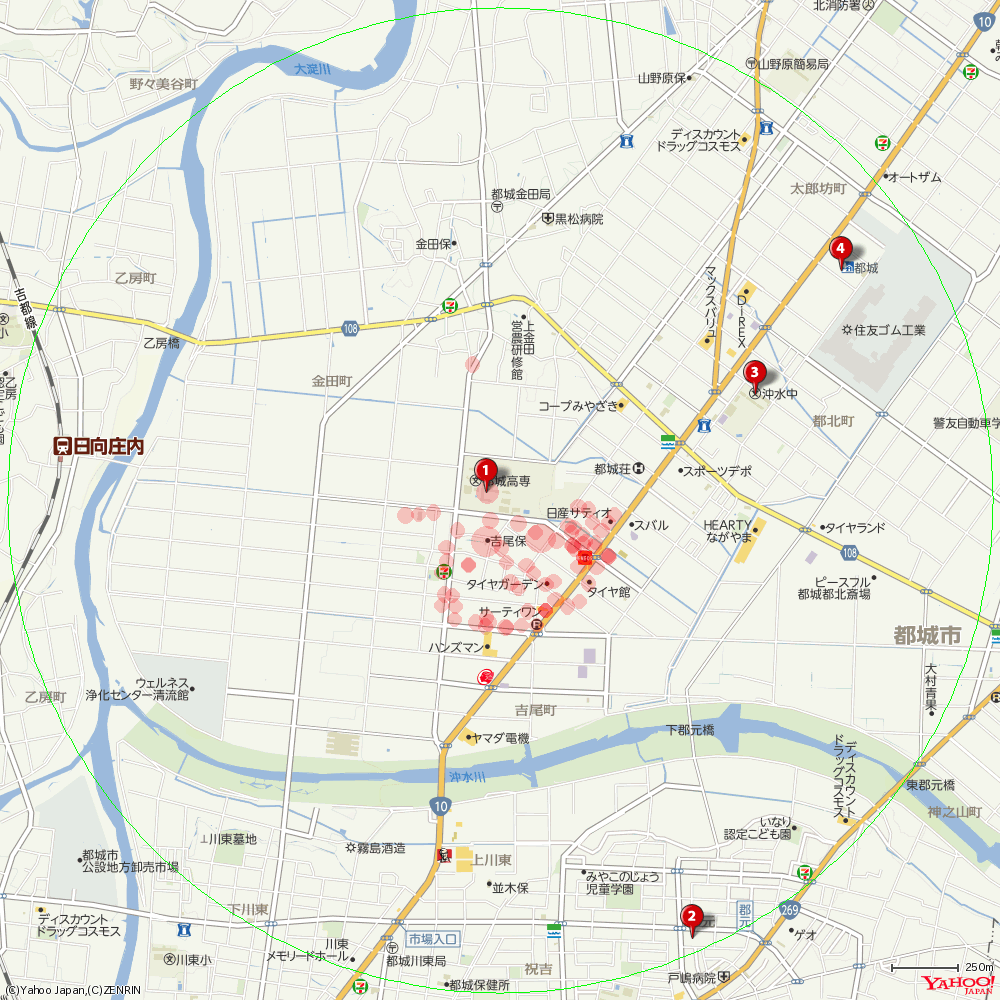 北消防署
10
大淀川
野々美谷町
山野原保
山野原簡易局
ディスカウント
ドラッグコスモス
オートザム
太郎坊町
都城金田局
黒松病院
金田保
4
都城
乙房町
吉都線
マックスバリュ
D-REX
住友ゴム工業
小
108
乙房橋
上金田
営農研修館
金田町
3
沖水中
乙房
コープみやざき
都北町
警友自動車学
日向庄内
都城荘
スポーツデポ
1
都城高専
日産サティオ
スバル
HEARTY
ながやま
タイヤランド
吉尾保
108
タイヤガーデン
タイヤ館
ピースフル
都城都北斎場
サーティワン
都城市
ハンズマン
大村青果
ウェルネス
浄化センター清流館
乙房町
吉尾町
下郡元橋
ヤマダ電機
ディスカウント
ドラッグコスモス
沖水川
東郡元橋
10
神之山町
いなり
認定こども園
川東墓地
霧島酒造
都城市
公設地方卸売市場
上川東
みやこのじょう
児童学園
並木保
下川東
ディスカウント
ドラッグコスモス
2
元
郡元
269
ゲオ
市場入口
川東
メモリードホール
都城川東局
川東小
祝吉
戸嶋病院
250m
都城保健所
(C)Yahoo Japan,(C)ZENRIN
YAHOO!
JAPAN